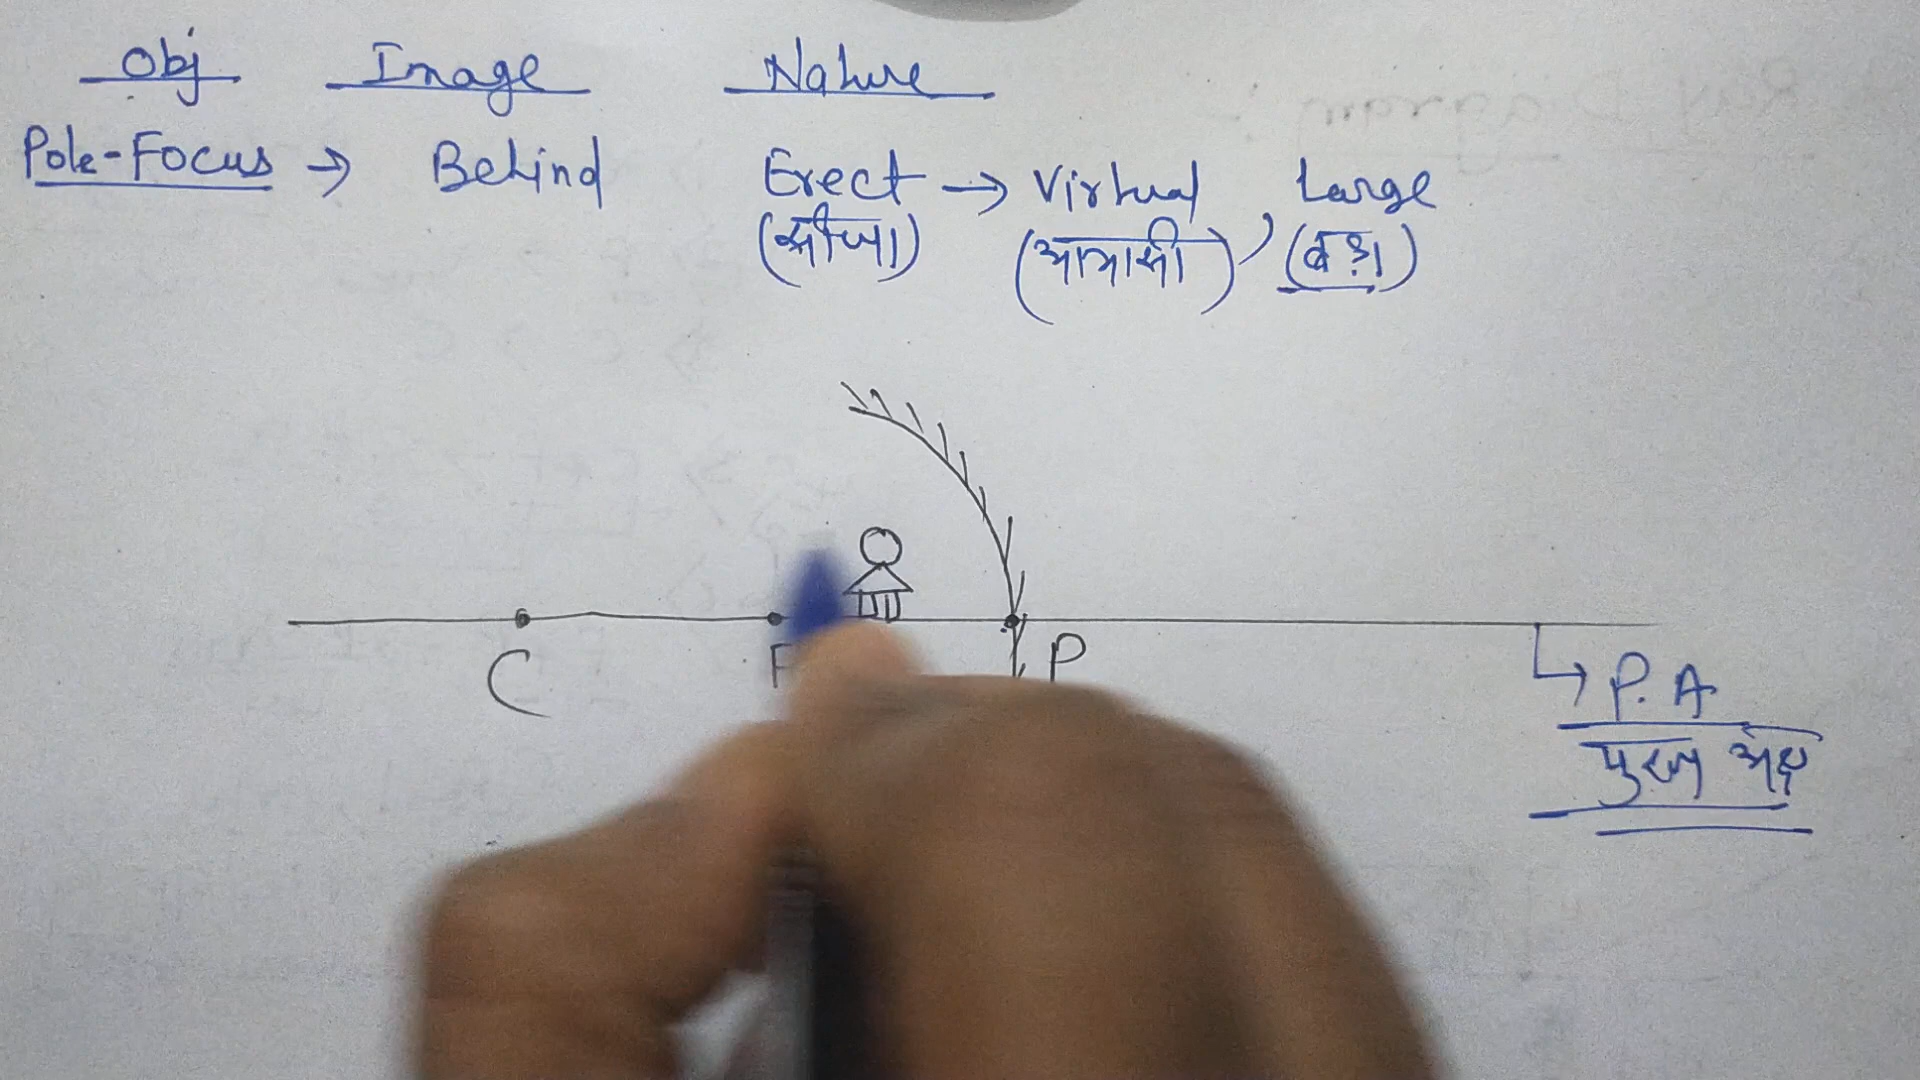 Obj Image Nature
Pole-Focus → Behind Erect → Virtual, Large
(सीधा) (आभासी) (बड़ा)
C F P
P.A
मुख्य अक्ष